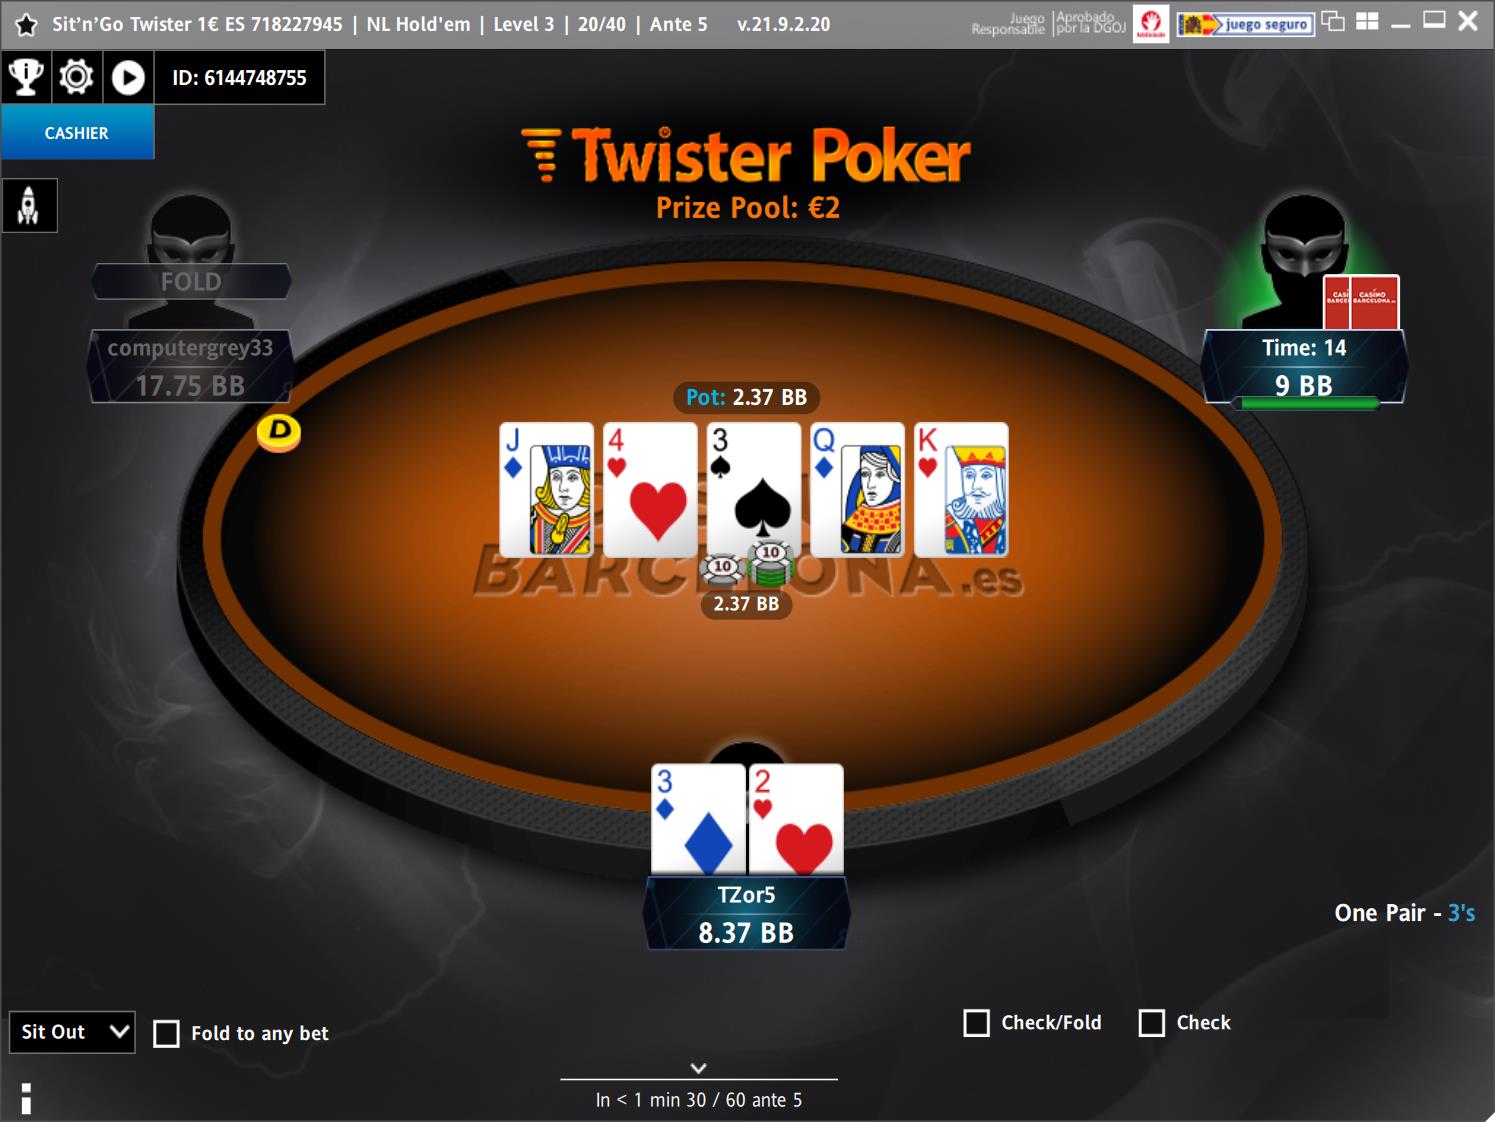 Sit’n’Go Twister 1€ ES 718227945 | NL Hold'em | Level 3 | 20/40 | Ante 5 v.21.9.2.20
Juego Responsable
Aprobado por la DGOJ
juego seguro
ID: 6144748755
CASHIER
Twister Poker
Prize Pool: €2
FOLD
computergrey33
17.75 BB
CASINO BARCELONA.es
Time: 14
9 BB
D
Pot: 2.37 BB
J
4
3
Q
K
10
10
BARCELONA.es
2.37 BB
3
2
TZor5
8.37 BB
One Pair - 3's
Sit Out
Fold to any bet
Check/Fold
Check
In < 1 min 30 / 60 ante 5